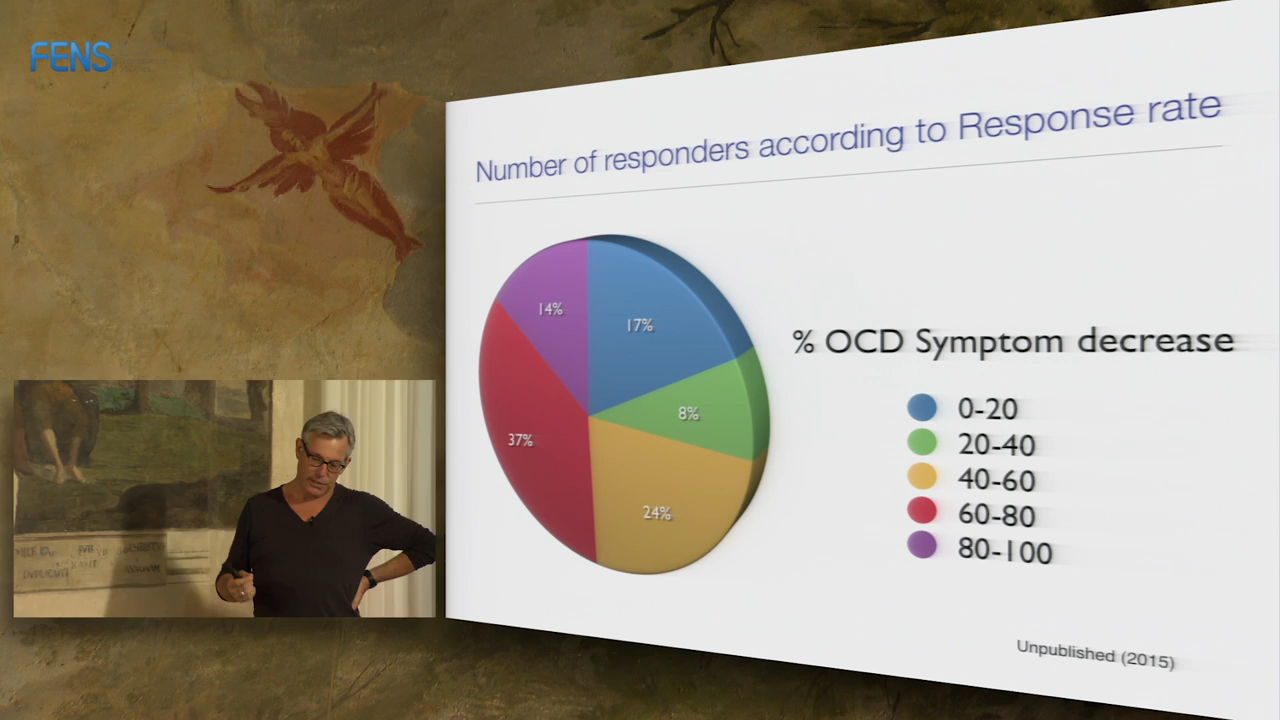 FENS
Number of responders according to Response rate
14%
17%
8%
37%
24%
% OCD Symptom decrease
0-20
20-40
40-60
60-80
80-100
Unpublished (2015)